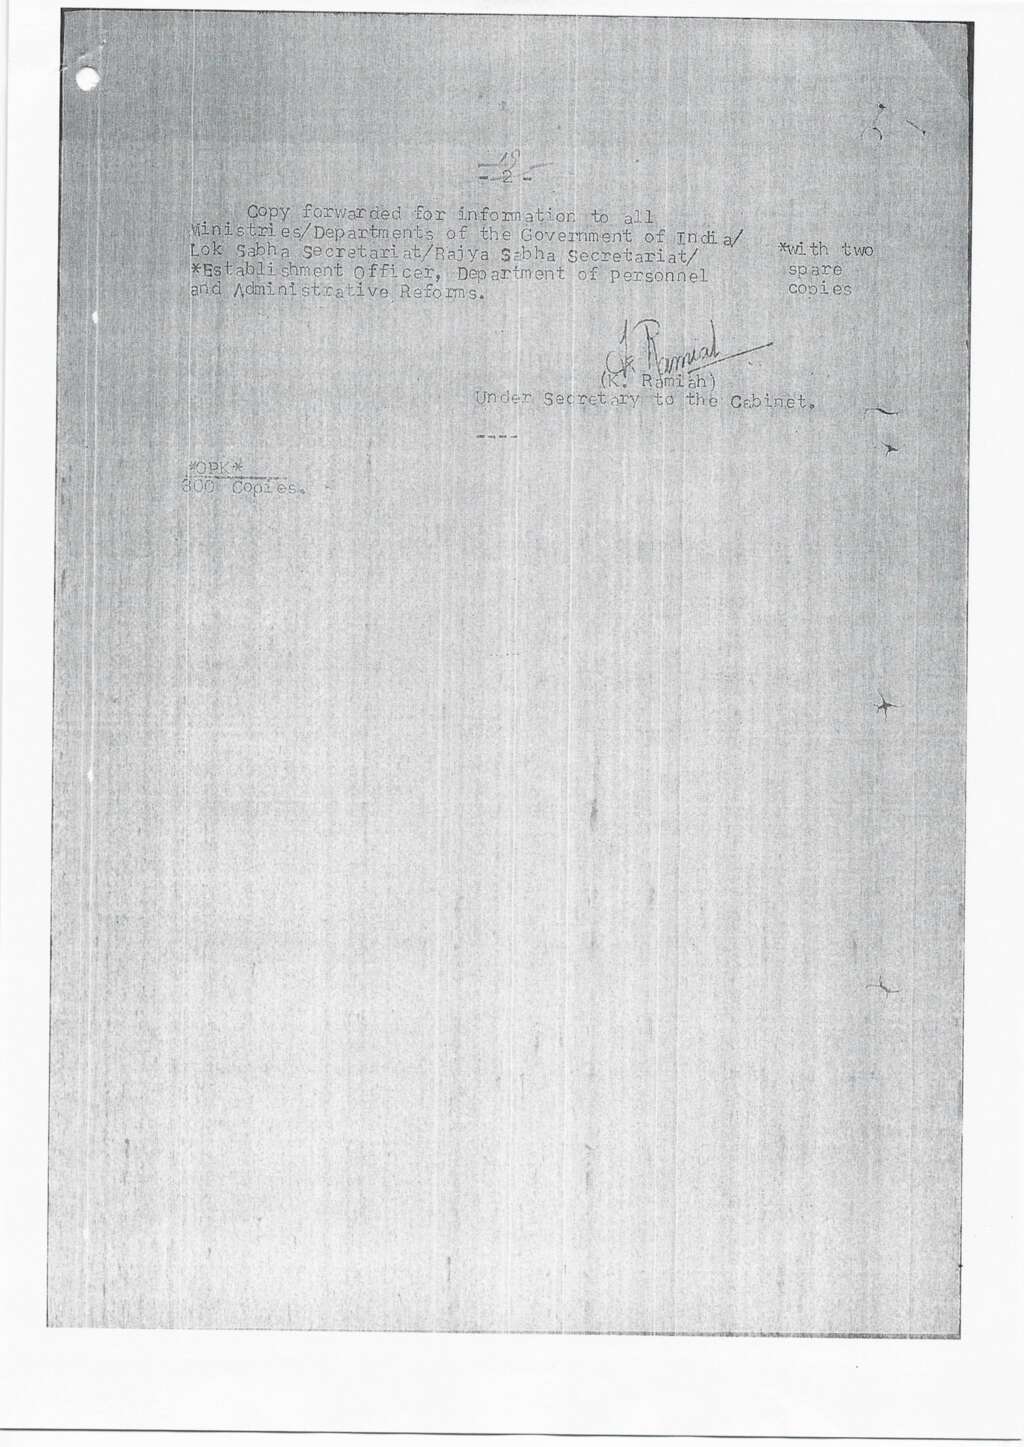 19
- 2 -
Copy forwarded for information to all
Ministries/Departments of the Government of India/
Lok Sabha Secretariat/Rajya Sabha Secretariat/
*Establishment Officer, Department of Personnel
and Administrative Reforms.
*with two
spare
copies
K Ramiah
(K. Ramiah)
Under Secretary to the Cabinet.
----
*OPK*
300 Copies.